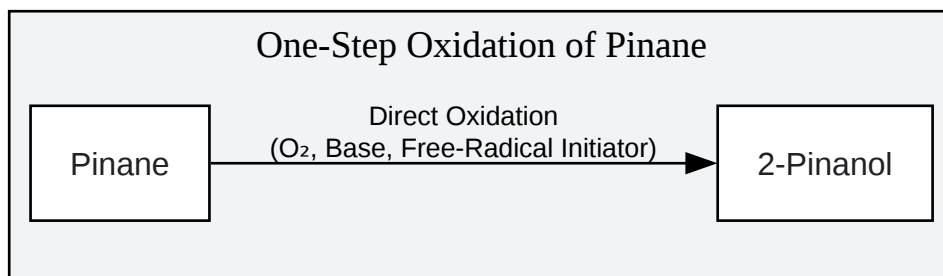 One-Step Oxidation of Pinane
Direct Oxidation
(O₂, Base, Free-Radical Initiator)
Pinane
2-Pinanol